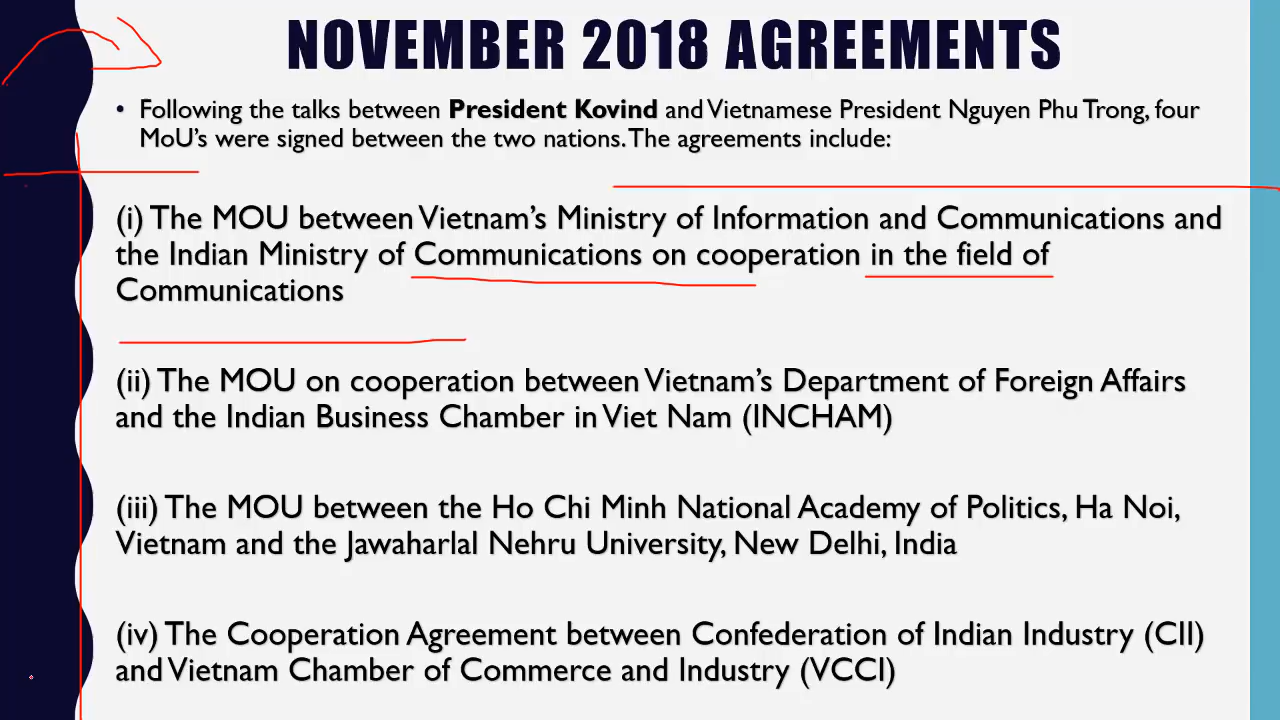 NOVEMBER 2018 AGREEMENTS
• Following the talks between President Kovind and Vietnamese President Nguyen Phu Trong, four
MoU's were signed between the two nations. The agreements include:
(i) The MOU between Vietnam's Ministry of Information and Communications and
the Indian Ministry of Communications on cooperation in the field of
Communications
(ii) The MOU on cooperation between Vietnam's Department of Foreign Affairs
and the Indian Business Chamber in Viet Nam (INCHAM)
(iii) The MOU between the Ho Chi Minh National Academy of Politics, Ha Noi,
Vietnam and the Jawaharlal Nehru University, New Delhi, India
(iv) The Cooperation Agreement between Confederation of Indian Industry (CII)
and Vietnam Chamber of Commerce and Industry (VCCI)